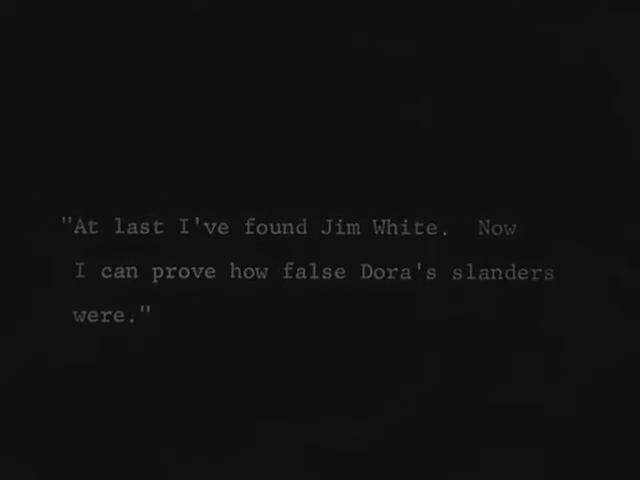 "At last I've found Jim White.  Now
I can prove how false Dora's slanders
were."